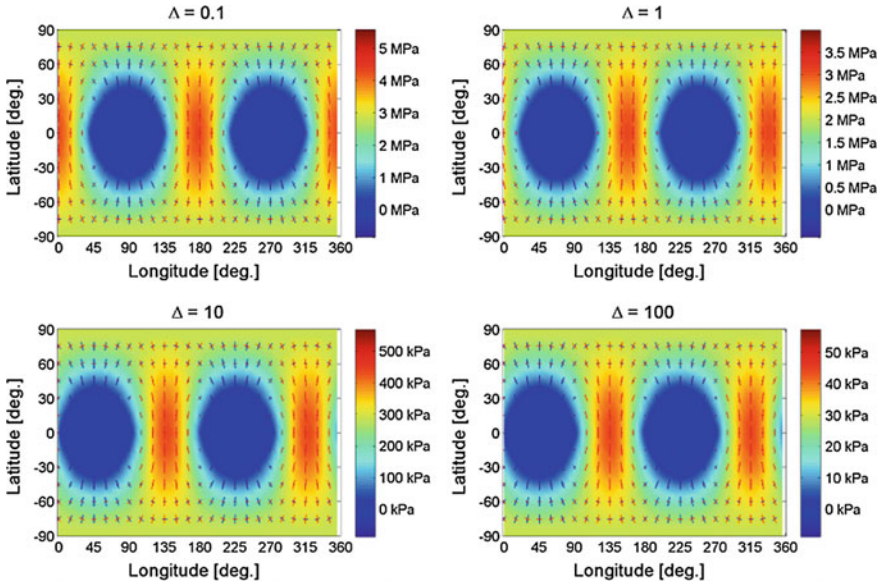 Δ = 0.1
Latitude [deg.]
90
60
30
0
-30
-60
-90
0 45 90 135 180 225 270 315 360
Longitude [deg.]
5 MPa
4 MPa
3 MPa
2 MPa
1 MPa
0 MPa
Δ = 1
Latitude [deg.]
90
60
30
0
-30
-60
-90
0 45 90 135 180 225 270 315 360
Longitude [deg.]
3.5 MPa
3 MPa
2.5 MPa
2 MPa
1.5 MPa
1 MPa
0.5 MPa
0 MPa
Δ = 10
Latitude [deg.]
90
60
30
0
-30
-60
-90
0 45 90 135 180 225 270 315 360
Longitude [deg.]
500 kPa
400 kPa
300 kPa
200 kPa
100 kPa
0 kPa
Δ = 100
Latitude [deg.]
90
60
30
0
-30
-60
-90
0 45 90 135 180 225 270 315 360
Longitude [deg.]
50 kPa
40 kPa
30 kPa
20 kPa
10 kPa
0 kPa